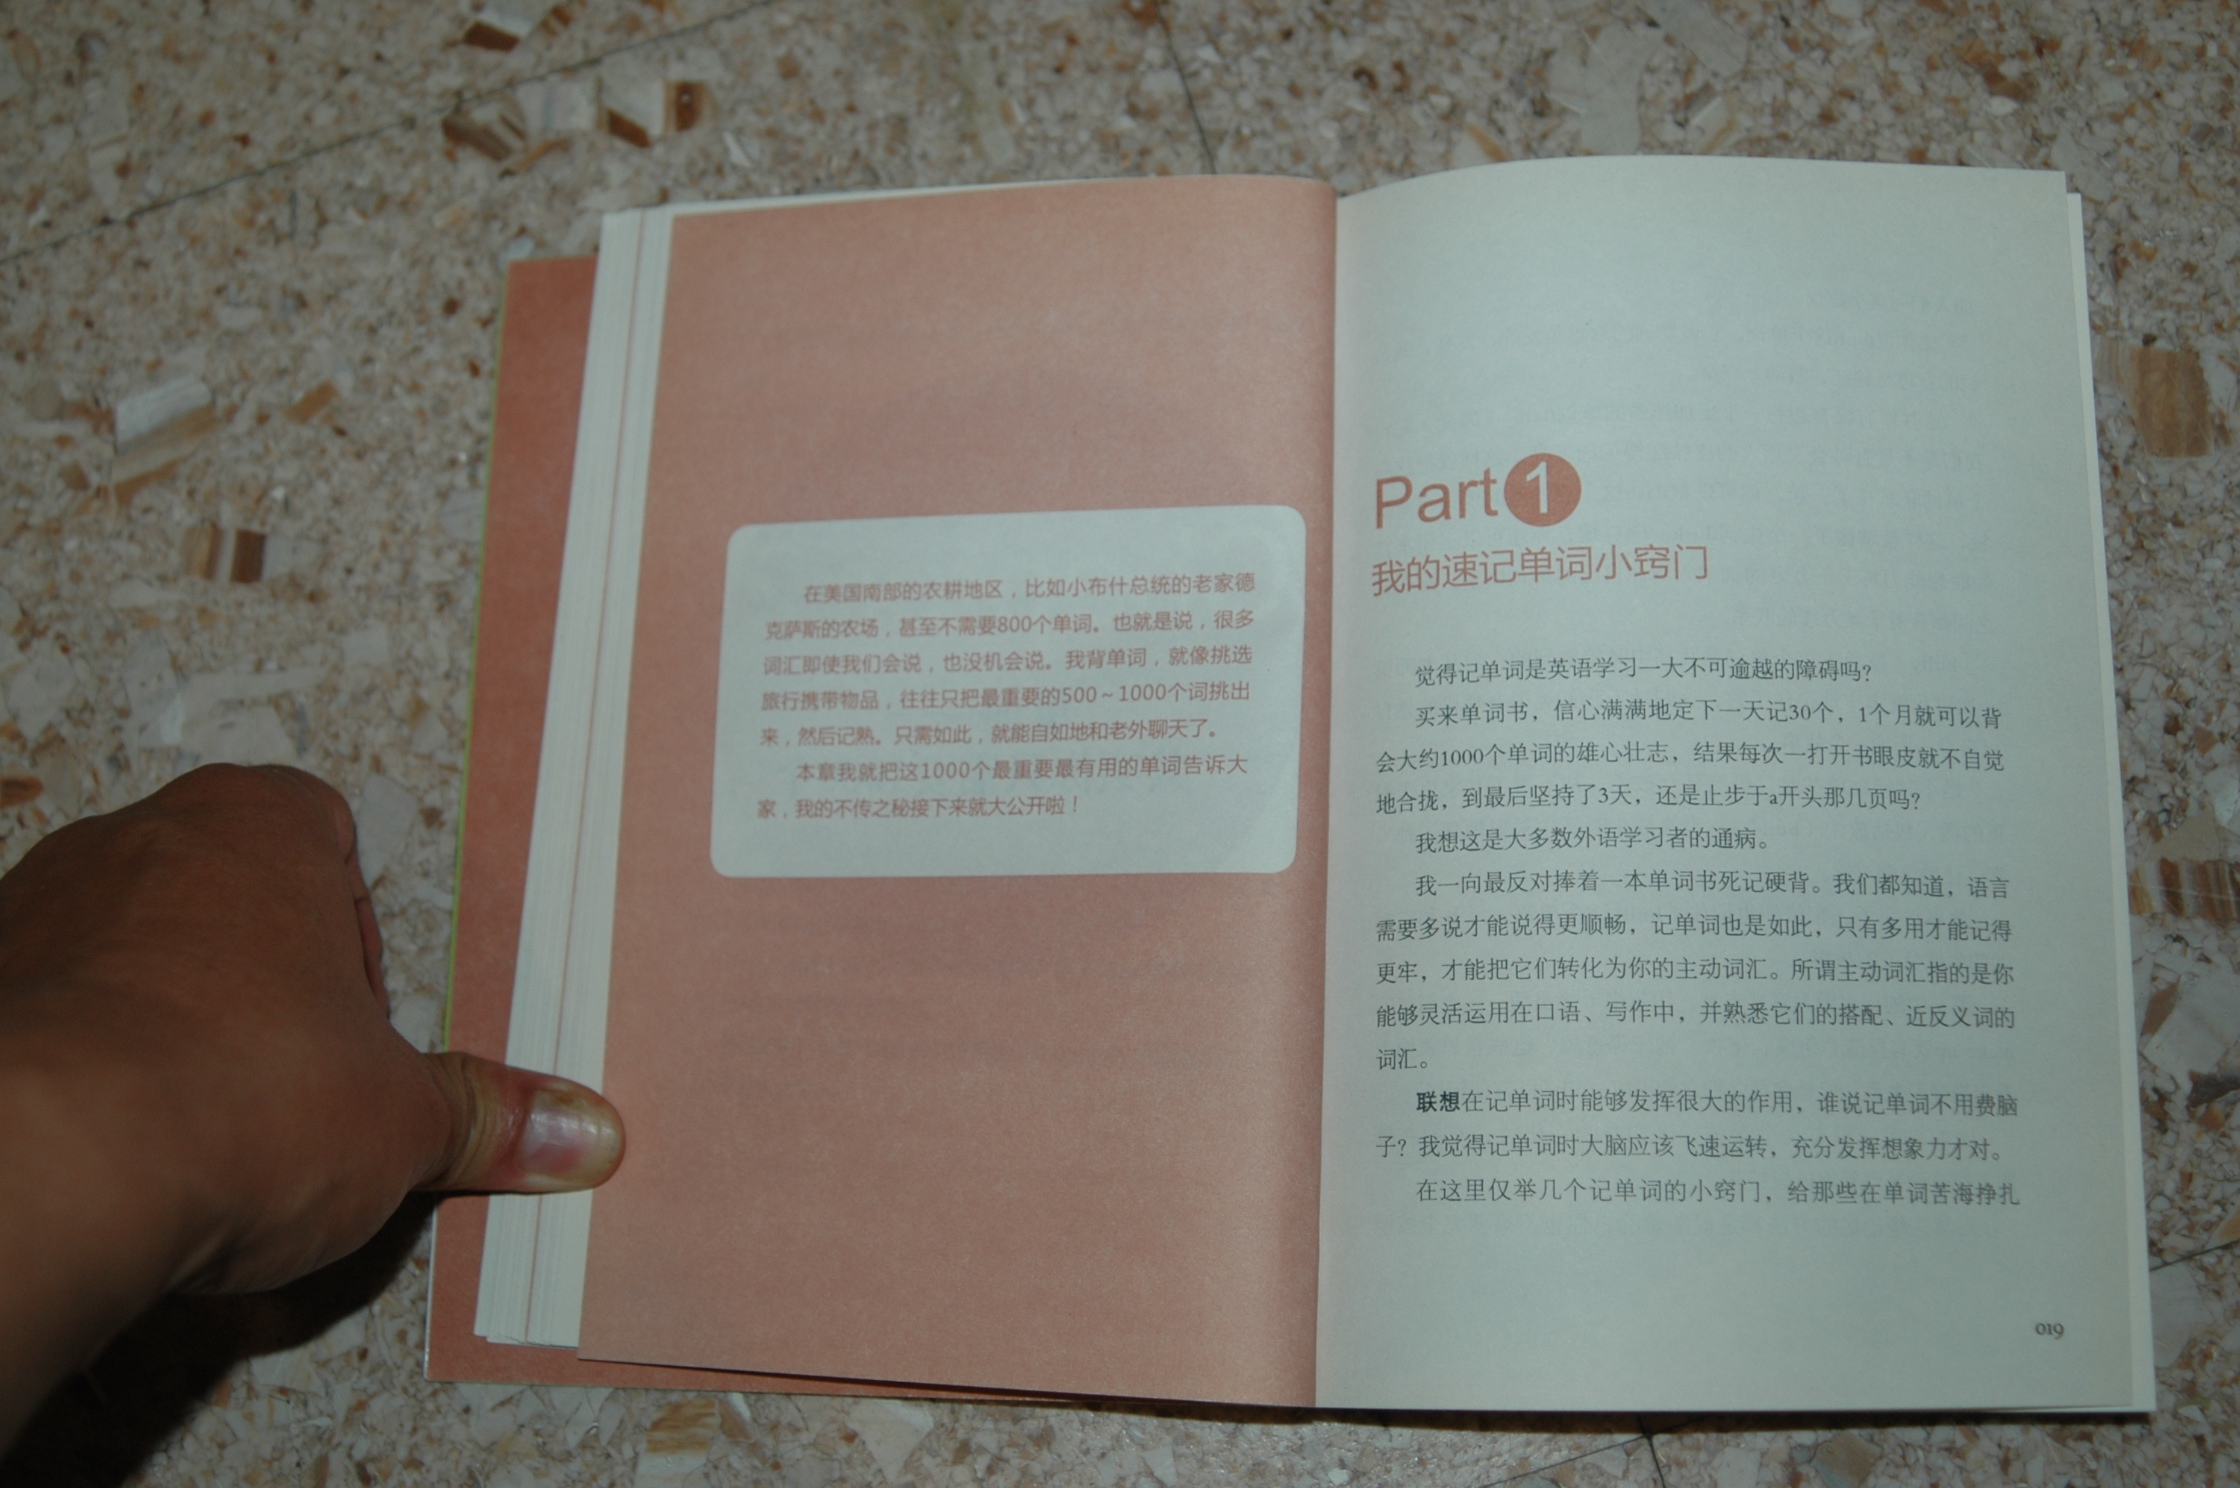 在美国南部的农耕地区，比如小布什总统的老家德
克萨斯的农场，甚至不需要800个单词。也就是说，很多
词汇即使我们会说，也没机会说。我背单词，就像挑选
旅行携带物品，往往只把最重要的500～1000个词挑出
来，然后记熟。只需如此，就能自如地和老外聊天了。
本章我就把这1000个最重要最有用的单词告诉大
家，我的不传之秘接下来就大公开啦！
Part 1
我的速记单词小窍门
觉得记单词是英语学习一大不可逾越的障碍吗？
买来单词书，信心满满地定下一天记30个，1个月就可以背
会大约1000个单词的雄心壮志，结果每次一打开书眼皮就不自觉
地合拢，到最后坚持了3天，还是止步于a开头那几页吗？
我想这是大多数外语学习者的通病。
我一向最反对捧着一本单词书死记硬背。我们都知道，语言
需要多说才能说得更顺畅，记单词也是如此，只有多用才能记得
更牢，才能把它们转化为你的主动词汇。所谓主动词汇指的是你
能够灵活运用在口语、写作中，并熟悉它们的搭配、近反义词的
词汇。
联想在记单词时能够发挥很大的作用，谁说记单词不用费脑
子？我觉得记单词时大脑应该飞速运转，充分发挥想象力才对。
在这里仅举几个记单词的小窍门，给那些在单词苦海挣扎
019